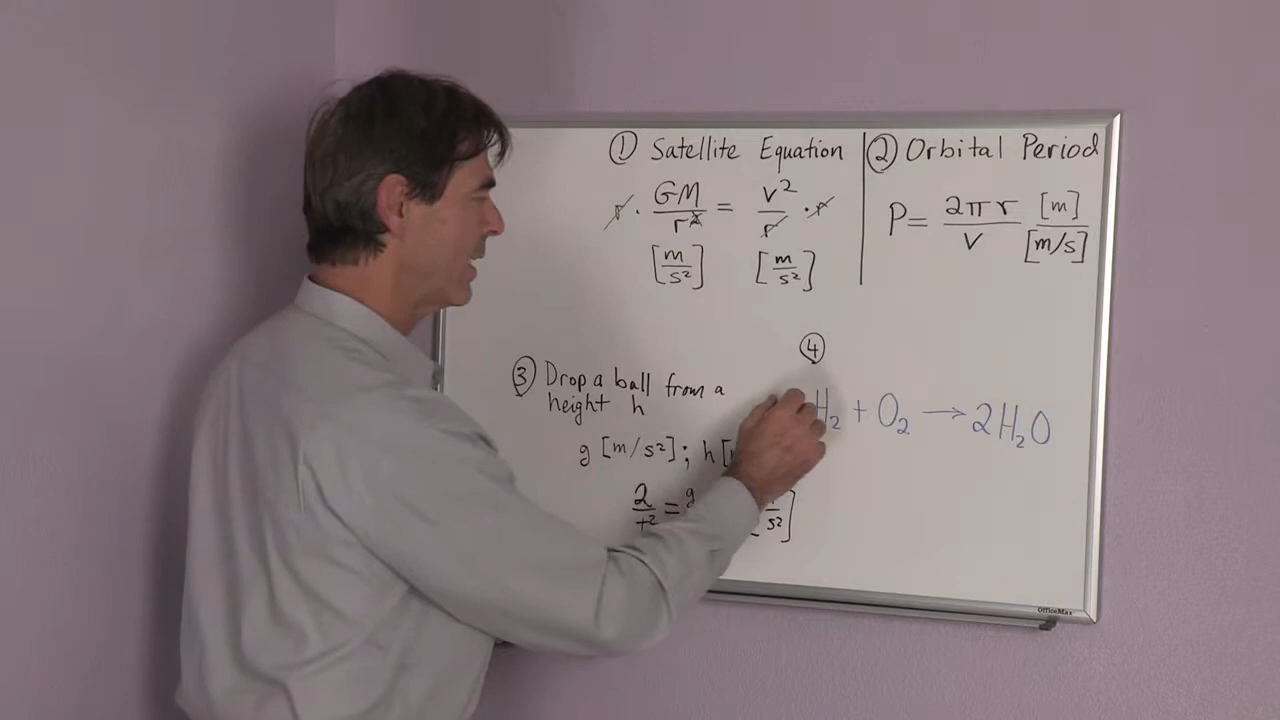 ① Satellite Equation
r · GM/r² = v²/r · r
[m/s²] [m/s²]
② Orbital Period
P = 2πr/v [m]/[m/s]
③ Drop a ball from a
height h
g [m/s²]; h [
2/t² = g
s²]
④
H₂ + O₂ → 2H₂O
OfficeMax